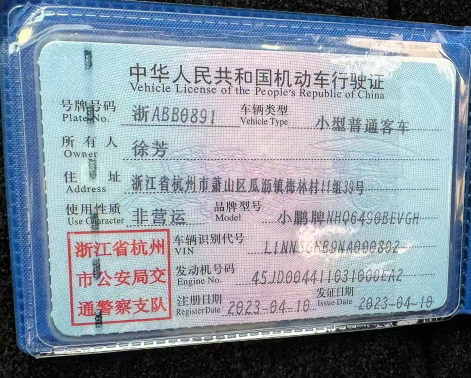 中华人民共和国机动车行驶证
Vehicle License of the People's Republic of China
号牌号码 浙ABB0891 车辆类型 小型普通客车
Plate No. Vehicle Type
所有人 徐芳
Owner
住址 浙江省杭州市萧山区瓜沥镇梅林村11组39号
Address
使用性质 非营运 品牌型号 小鹏牌NHQ6490BEVGH
Use Character Model
浙江省杭州 车辆识别代号
VIN
市公安局交 发动机号码 45JD004411G31000EA2
Engine No.
通警察支队 注册日期 2023-04-10 发证日期 2023-04-10
Register Date Issue Date